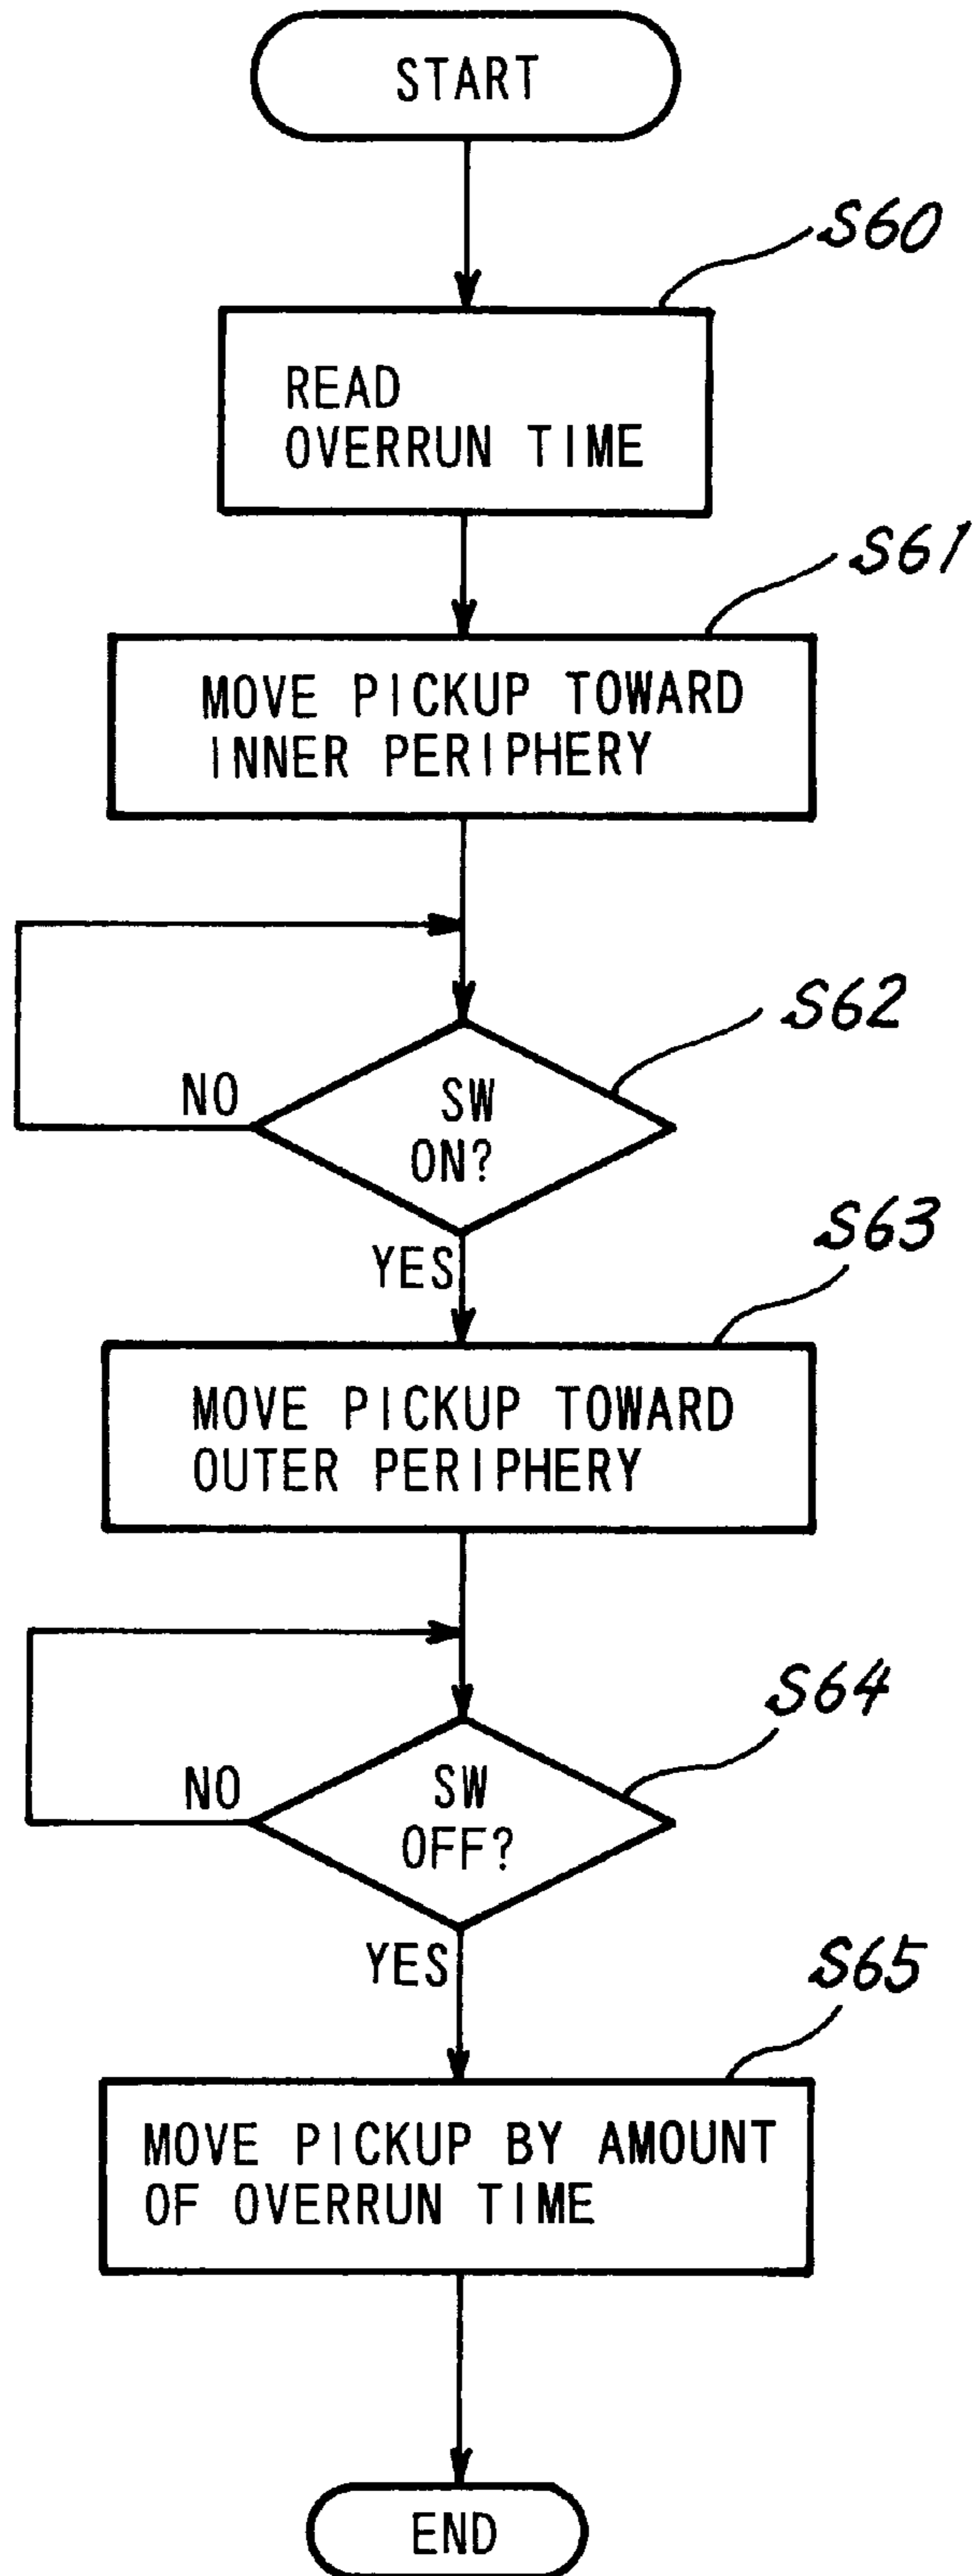 START
S60
READ
OVERRUN TIME
S61
MOVE PICKUP TOWARD
INNER PERIPHERY
S62
NO
SW
ON?
YES
S63
MOVE PICKUP TOWARD
OUTER PERIPHERY
S64
NO
SW
OFF?
YES
S65
MOVE PICKUP BY AMOUNT
OF OVERRUN TIME
END